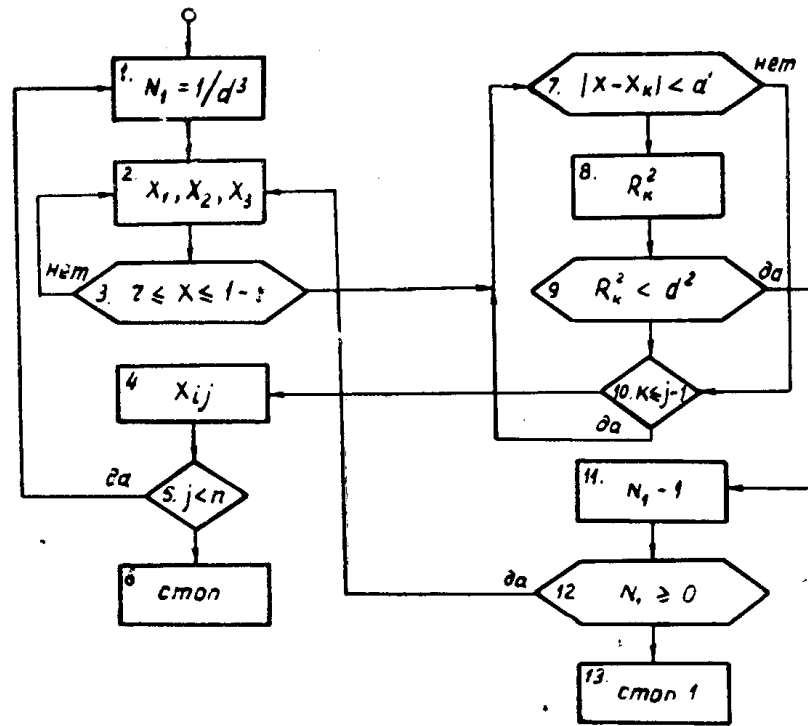 1. N₁ = 1/d³
2. X₁, X₂, X₃
нет
3. r ≤ X ≤ 1 - r
4 Xij
да
5. j < n
6 стоп
7. |X - Xк| < d
нет
8. Rк²
9 Rк² < d²
да
10. к ≤ j-1
да
11. N₁ - 1
12 N₁ ≥ 0
да
13. стоп 1